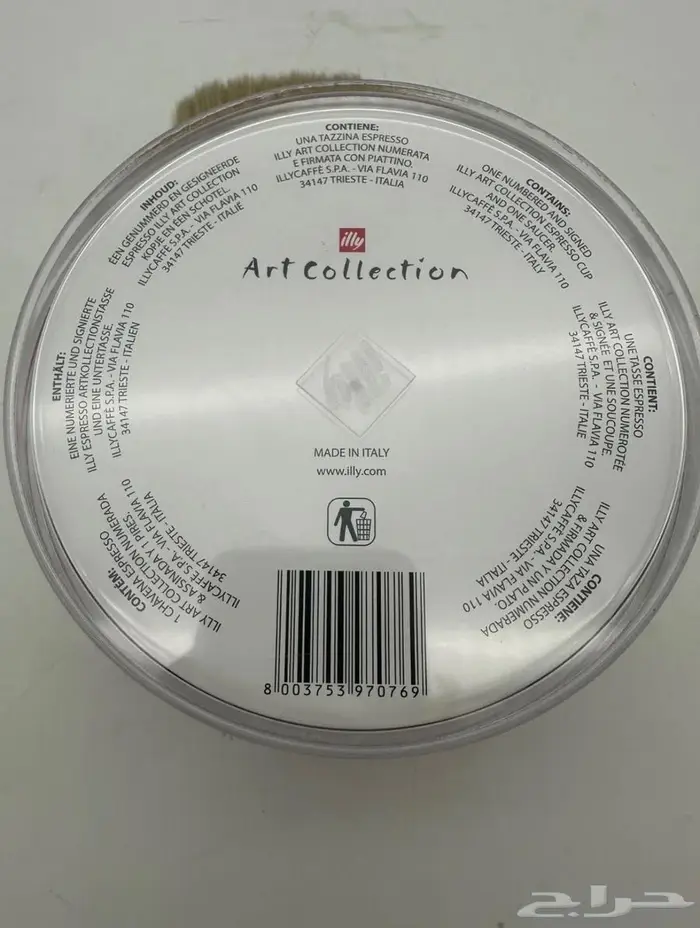 CONTIENE:
UNA TAZZINA ESPRESSO
ILLY ART COLLECTION NUMERATA
E FIRMATA CON PIATTINO.
ILLYCAFFÈ S.P.A. - VIA FLAVIA 110
34147 TRIESTE - ITALIA
CONTAINS:
ONE NUMBERED AND SIGNED
ILLY ART COLLECTION ESPRESSO CUP
AND ONE SAUCER.
ILLYCAFFÈ S.P.A. - VIA FLAVIA 110
34147 TRIESTE - ITALY
CONTIENT:
UNE TASSE ESPRESSO
ILLY ART COLLECTION NUMEROTÉE
& SIGNÉE ET UNE SOUCOUPE.
ILLYCAFFÈ S.P.A. - VIA FLAVIA 110
34147 TRIESTE - ITALIE
CONTIENE:
UNA TAZA ESPRESSO
ILLY ART COLLECTION NUMERADA
& FIRMADA Y UN PLATO.
ILLYCAFFÈ S.P.A. - VIA FLAVIA 110
34147 TRIESTE - ITALIA
CONTÉM:
1 CHÁVENA ESPRESSO
ILLY ART COLLECTION NUMERADA
& ASSINADA Y 1 PIRES.
ILLYCAFFÈ S.P.A. - VIA FLAVIA 110
34147 TRIESTE - ITALIA
ENTHÄLT:
EINE NUMERIERTE UND SIGNIERTE
ILLY ESPRESSO ARTKOLLECTIONSTASSE
UND EINE UNTERTASSE.
ILLYCAFFÈ S.P.A. - VIA FLAVIA 110
34147 TRIESTE - ITALIEN
INHOUD:
ÉEN GENUMMERD EN GESIGNEERDE
ESPRESSO ILLY ART COLLECTION
KOPJE EN ÉEN SCHOTEL.
ILLYCAFFÈ S.P.A. - VIA FLAVIA 110
34147 TRIESTE - ITALIË
illy
Art Collection
MADE IN ITALY
www.illy.com
8 003753 970769
حراج